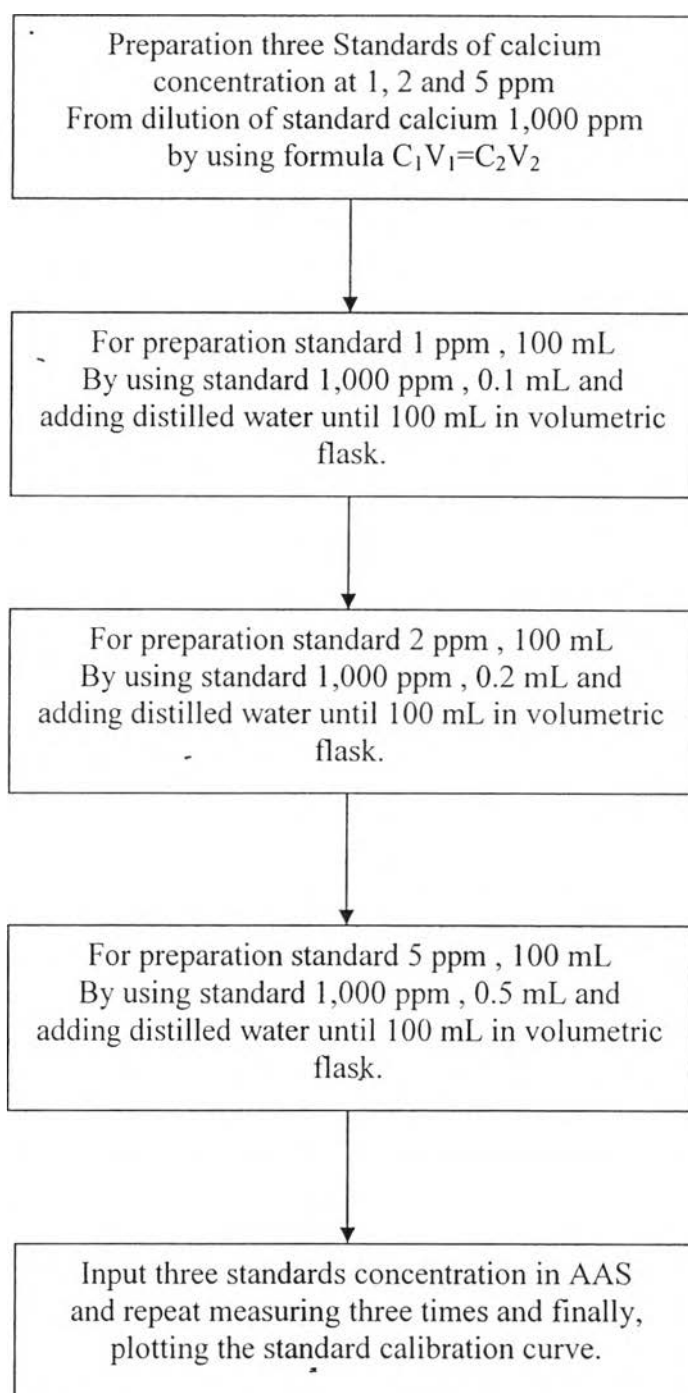 Preparation three Standards of calcium
concentration at 1, 2 and 5 ppm
From dilution of standard calcium 1,000 ppm
by using formula C₁V₁=C₂V₂
For preparation standard 1 ppm , 100 mL
By using standard 1,000 ppm , 0.1 mL and
adding distilled water until 100 mL in volumetric
flask.
For preparation standard 2 ppm , 100 mL
By using standard 1,000 ppm , 0.2 mL and
adding distilled water until 100 mL in volumetric
flask.
For preparation standard 5 ppm , 100 mL
By using standard 1,000 ppm , 0.5 mL and
adding distilled water until 100 mL in volumetric
flask.
Input three standards concentration in AAS
and repeat measuring three times and finally,
plotting the standard calibration curve.